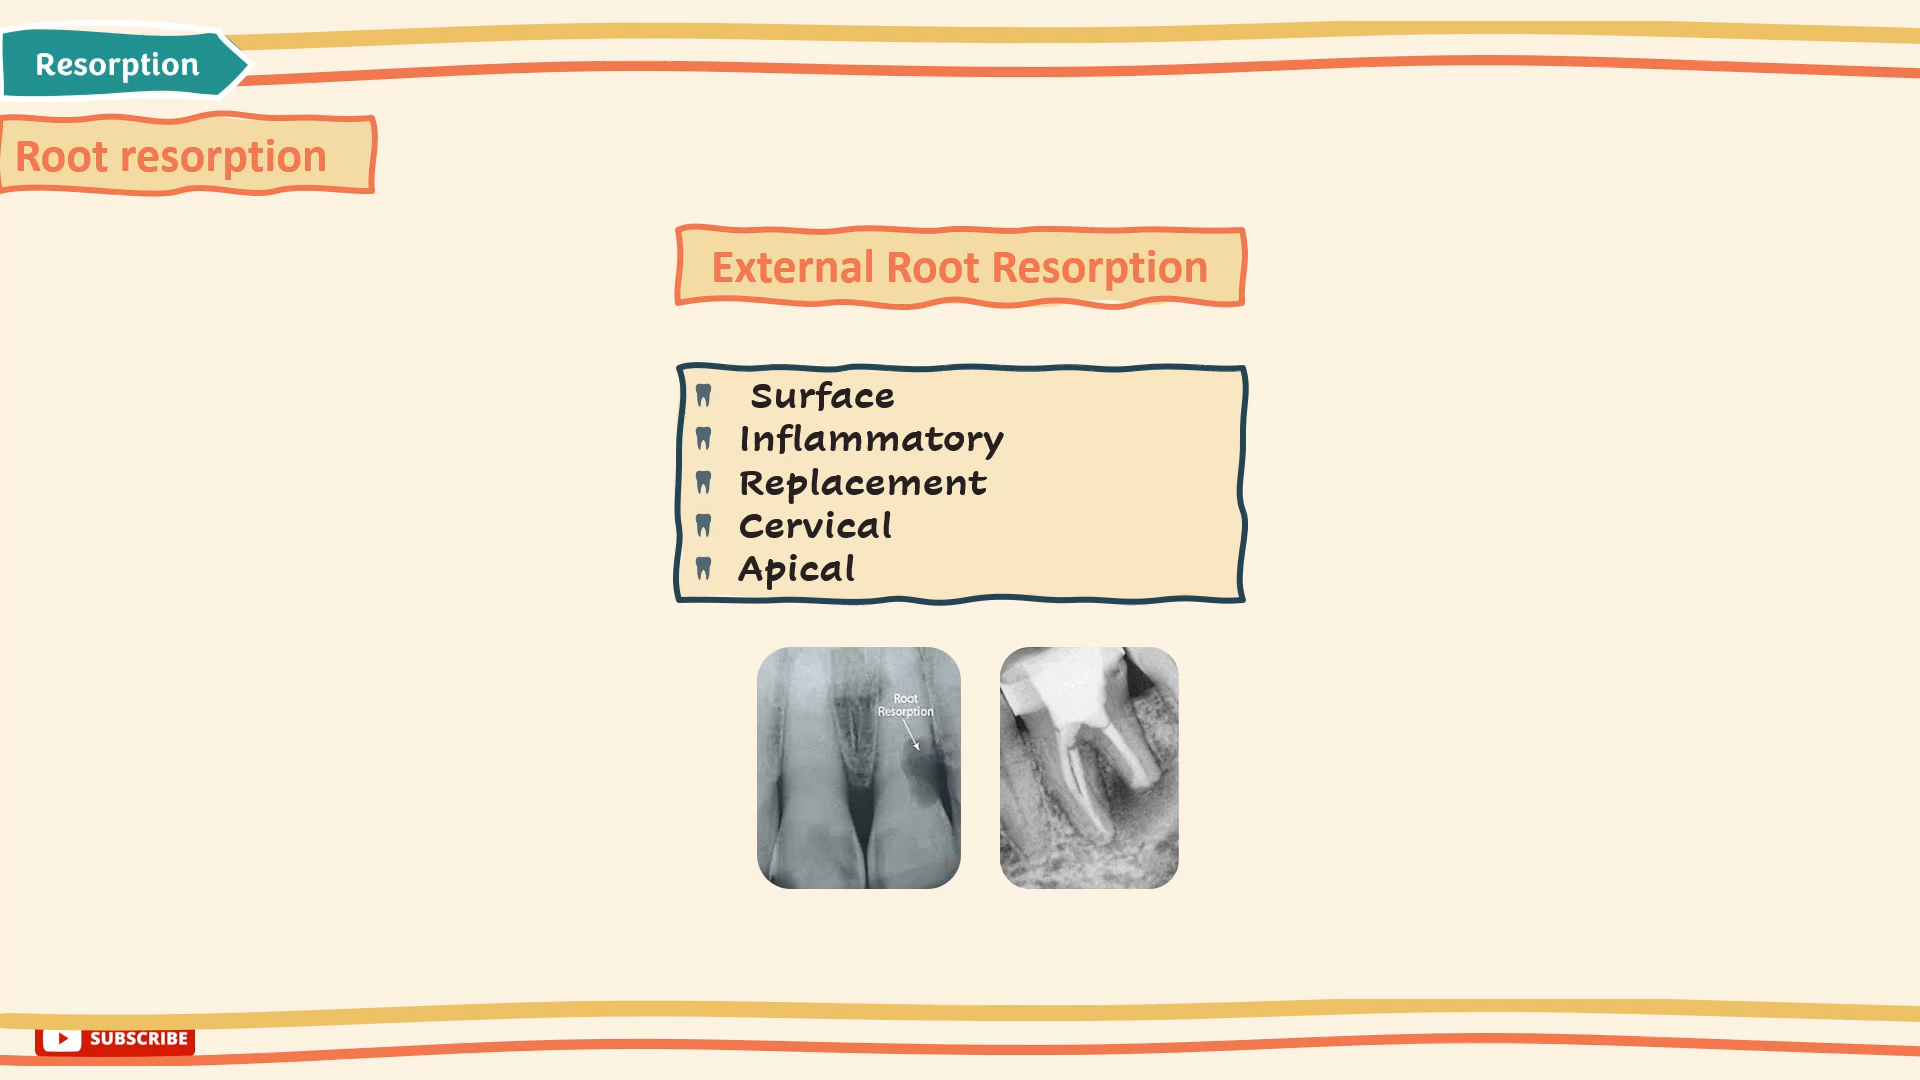 Resorption
Root resorption
External Root Resorption
Surface
Inflammatory
Replacement
Cervical
Apical
Root
Resorption
SUBSCRIBE